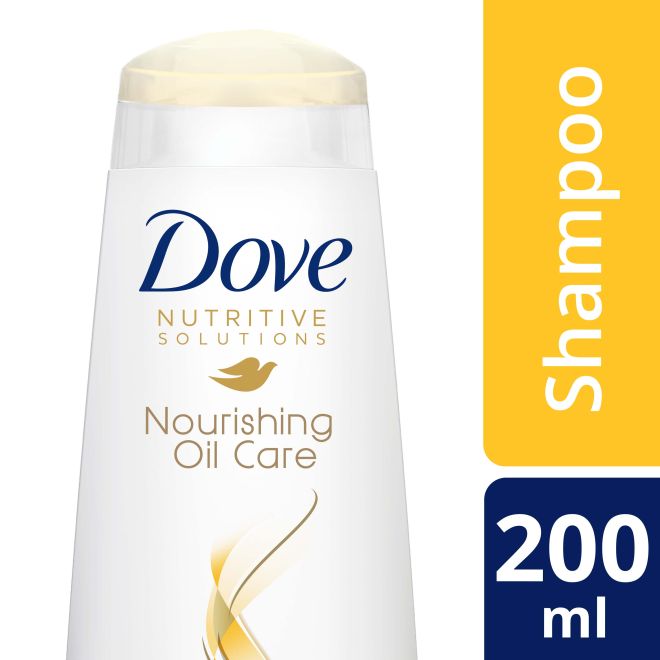 Dove
NUTRITIVE
SOLUTIONS
Nourishing
Oil Care
Shampoo
200
ml